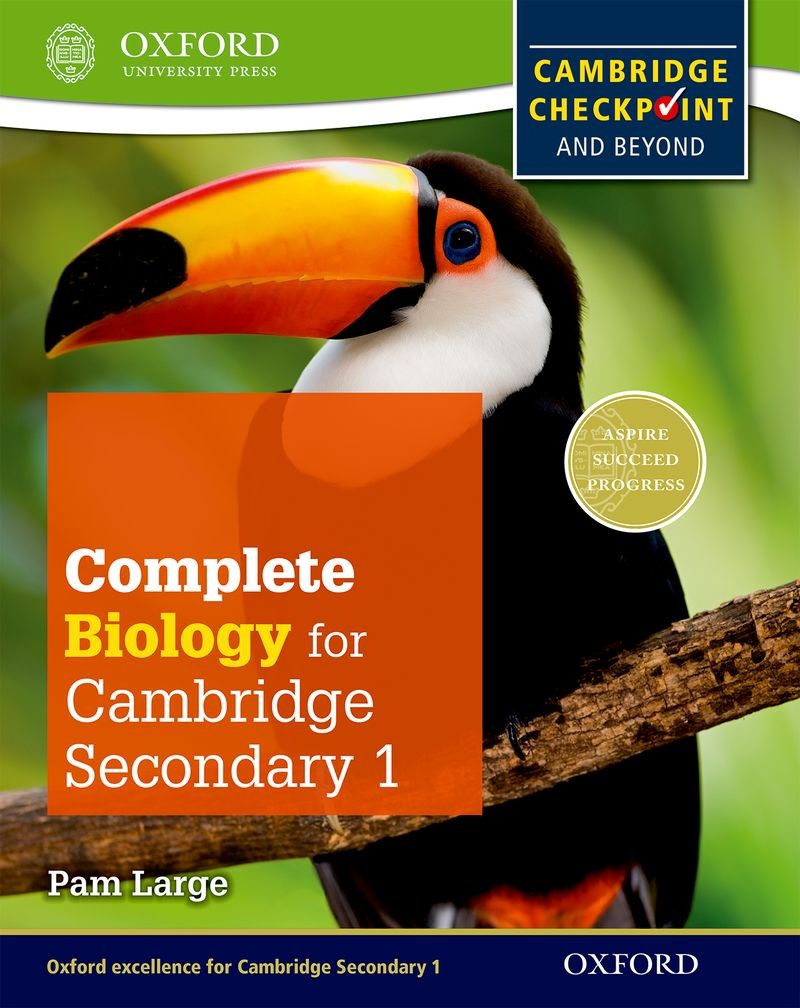 OXFORD
UNIVERSITY PRESS
CAMBRIDGE
CHECKPOINT
AND BEYOND
ASPIRE
SUCCEED
PROGRESS
Complete
Biology for
Cambridge
Secondary 1
Pam Large
Oxford excellence for Cambridge Secondary 1
OXFORD